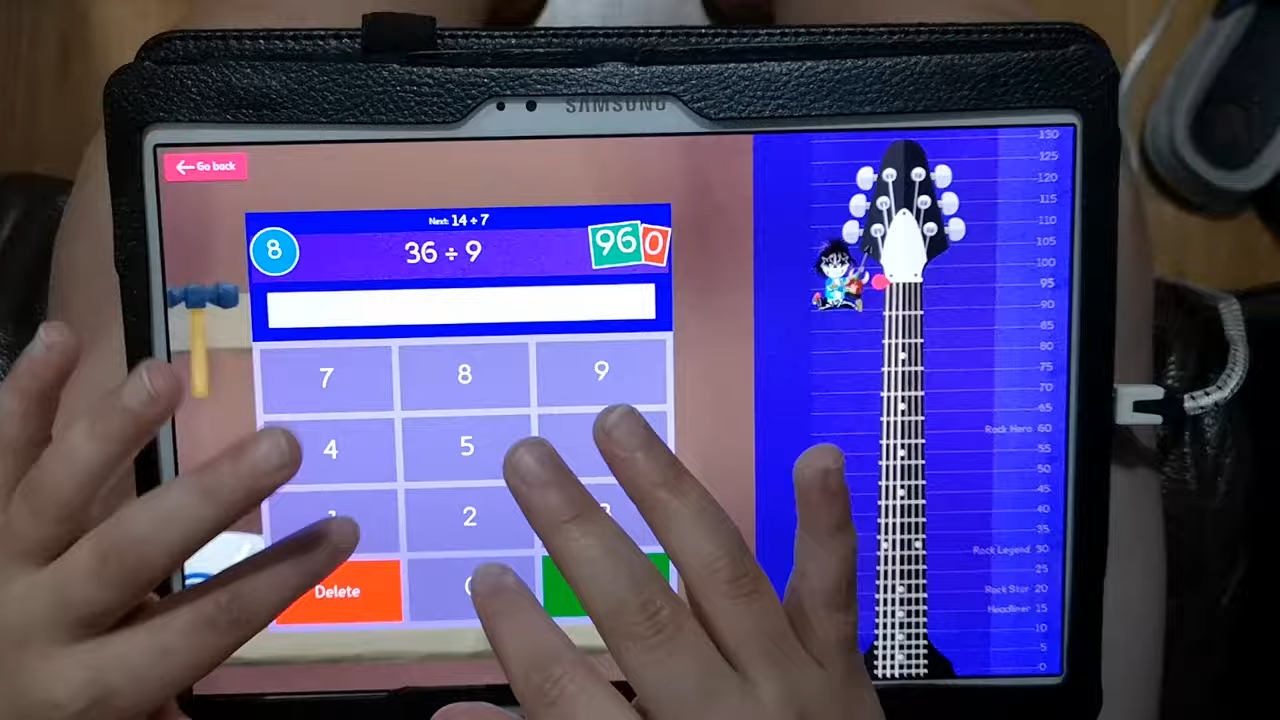 SAMSUNG
Go back
Next: 14 ÷ 7
8
36 ÷ 9
96 0
7 8 9
4 5
2
Delete
130
125
120
115
110
105
100
95
90
85
80
75
70
65
Rock Hero 60
55
50
45
40
35
Rock Legend 30
25
Rock Star 20
Headliner 15
10
5
0